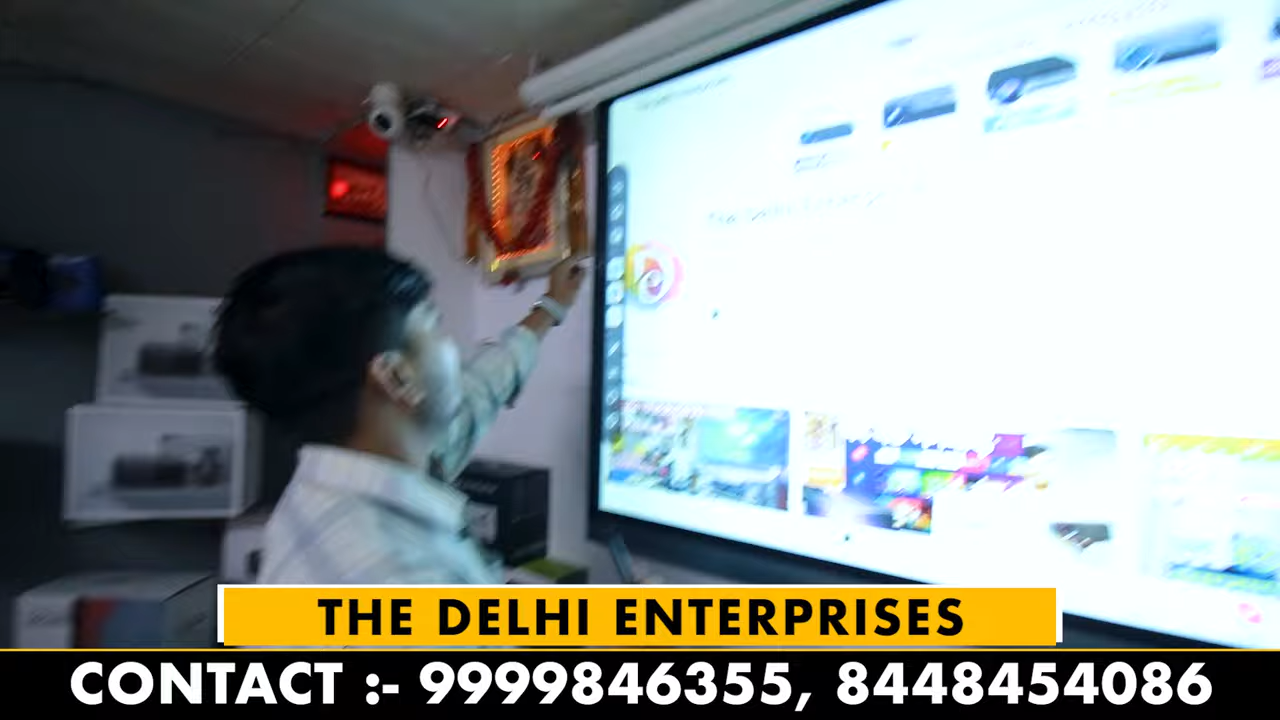 THE DELHI ENTERPRISES
CONTACT :- 9999846355, 8448454086